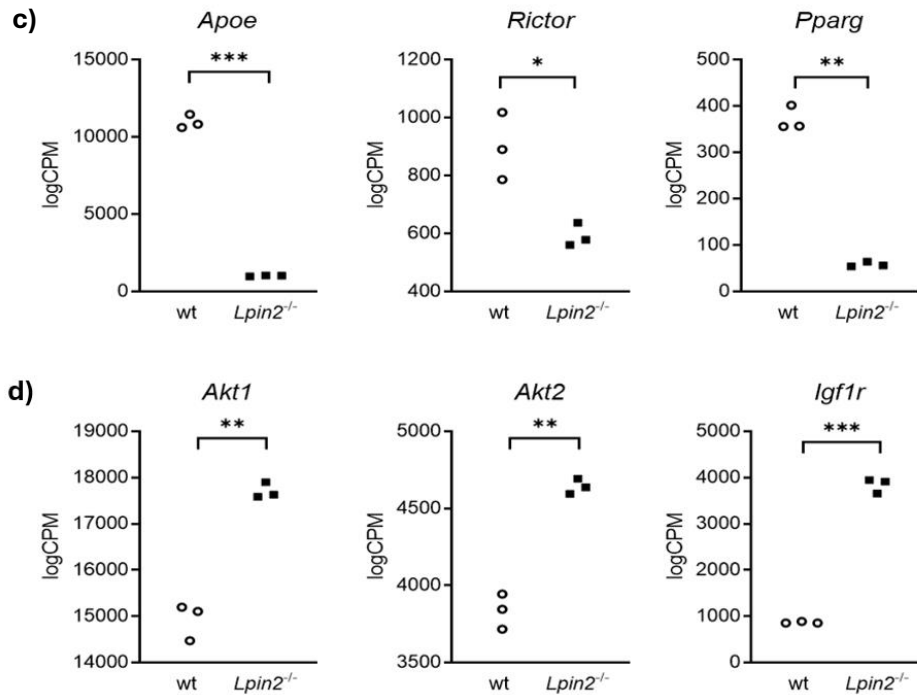 c)
Apoe
Rictor
Pparg
***
*
**
15000
10000
5000
0
logCPM
wt
Lpin2-/-
1000
800
600
400
logCPM
wt
Lpin2-/-
500
400
300
200
100
0
logCPM
wt
Lpin2-/-
d)
Akt1
Akt2
Igf1r
**
**
***
19000
18000
17000
16000
15000
14000
logCPM
wt
Lpin2-/-
5000
4500
4000
3500
logCPM
wt
Lpin2-/-
5000
4000
3000
2000
1000
0
logCPM
wt
Lpin2-/-